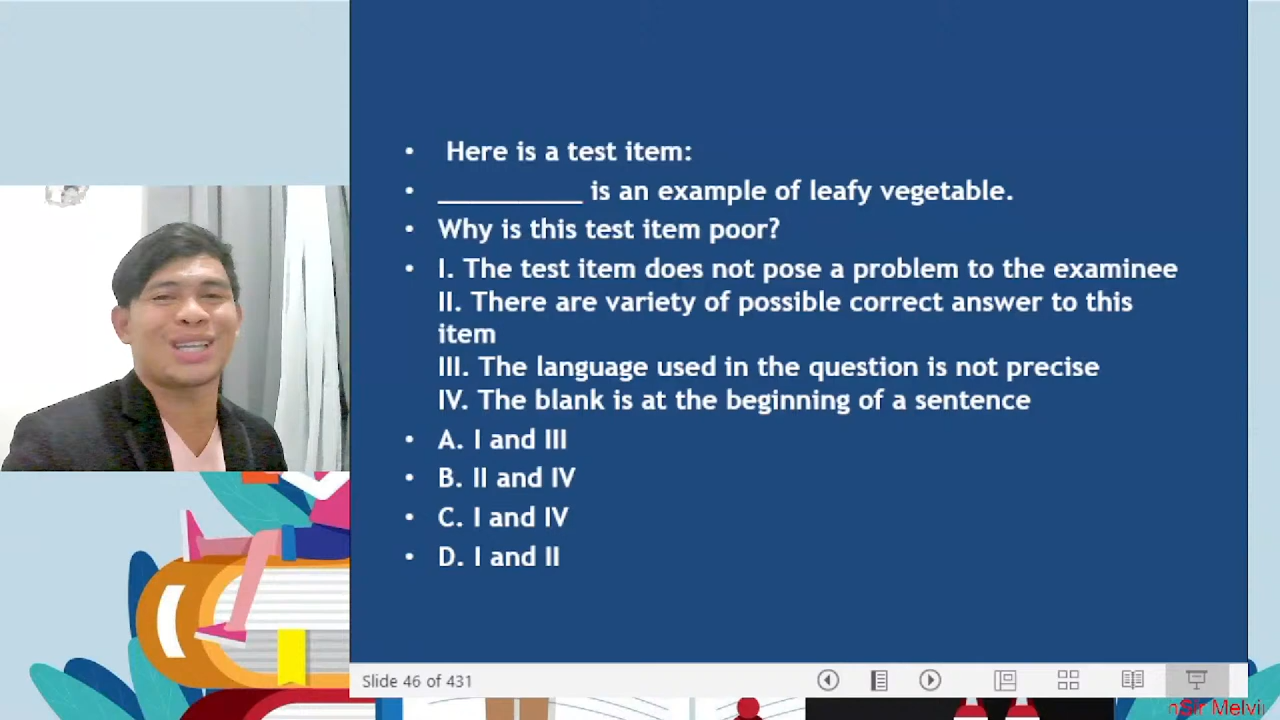 Here is a test item:
__________ is an example of leafy vegetable.
Why is this test item poor?
I. The test item does not pose a problem to the examinee
II. There are variety of possible correct answer to this
item
III. The language used in the question is not precise
IV. The blank is at the beginning of a sentence
A. I and III
B. II and IV
C. I and IV
D. I and II
Slide 46 of 431
Sir Melvi